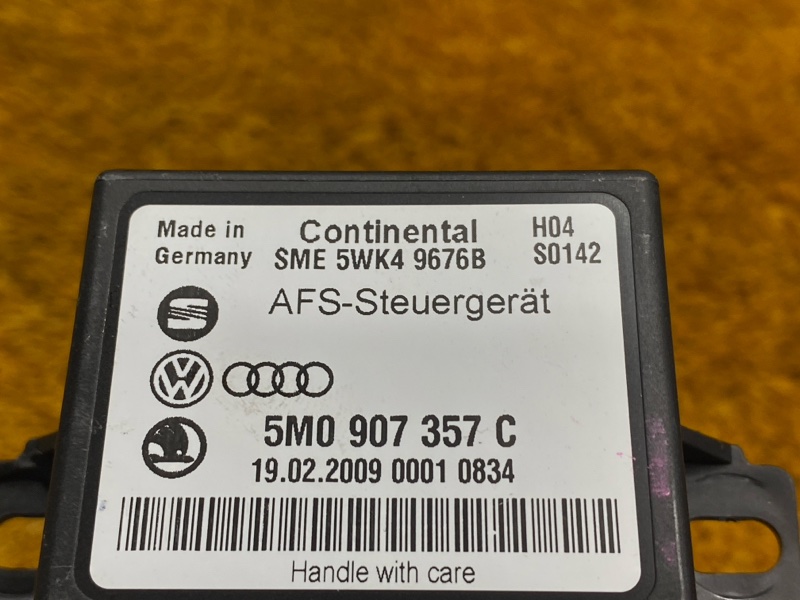 Made in
Germany
Continental
SME 5WK4 9676B
H04
S0142
AFS-Steuergerät
5M0 907 357 C
19.02.2009 0001 0834
Handle with care